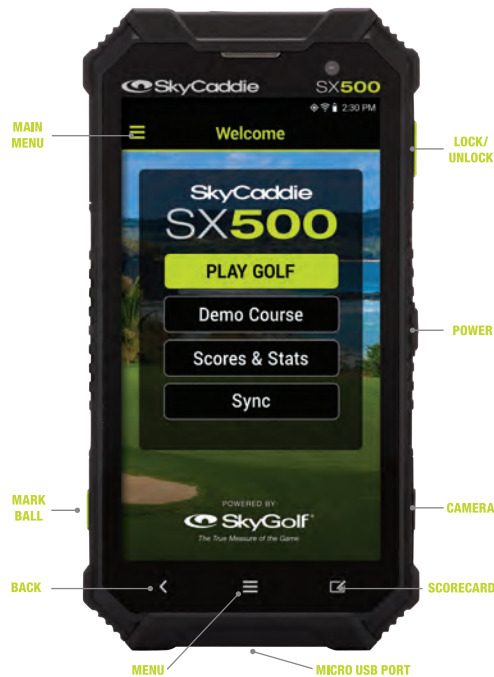 SkyCaddie SX500
2:30 PM
MAIN
MENU
Welcome
LOCK/
UNLOCK
SkyCaddie
SX500
PLAY GOLF
Demo Course
POWER
Scores & Stats
Sync
MARK
BALL
CAMERA
POWERED BY
SkyGolf®
The True Measure of the Game
BACK
SCORECARD
MENU
MICRO USB PORT